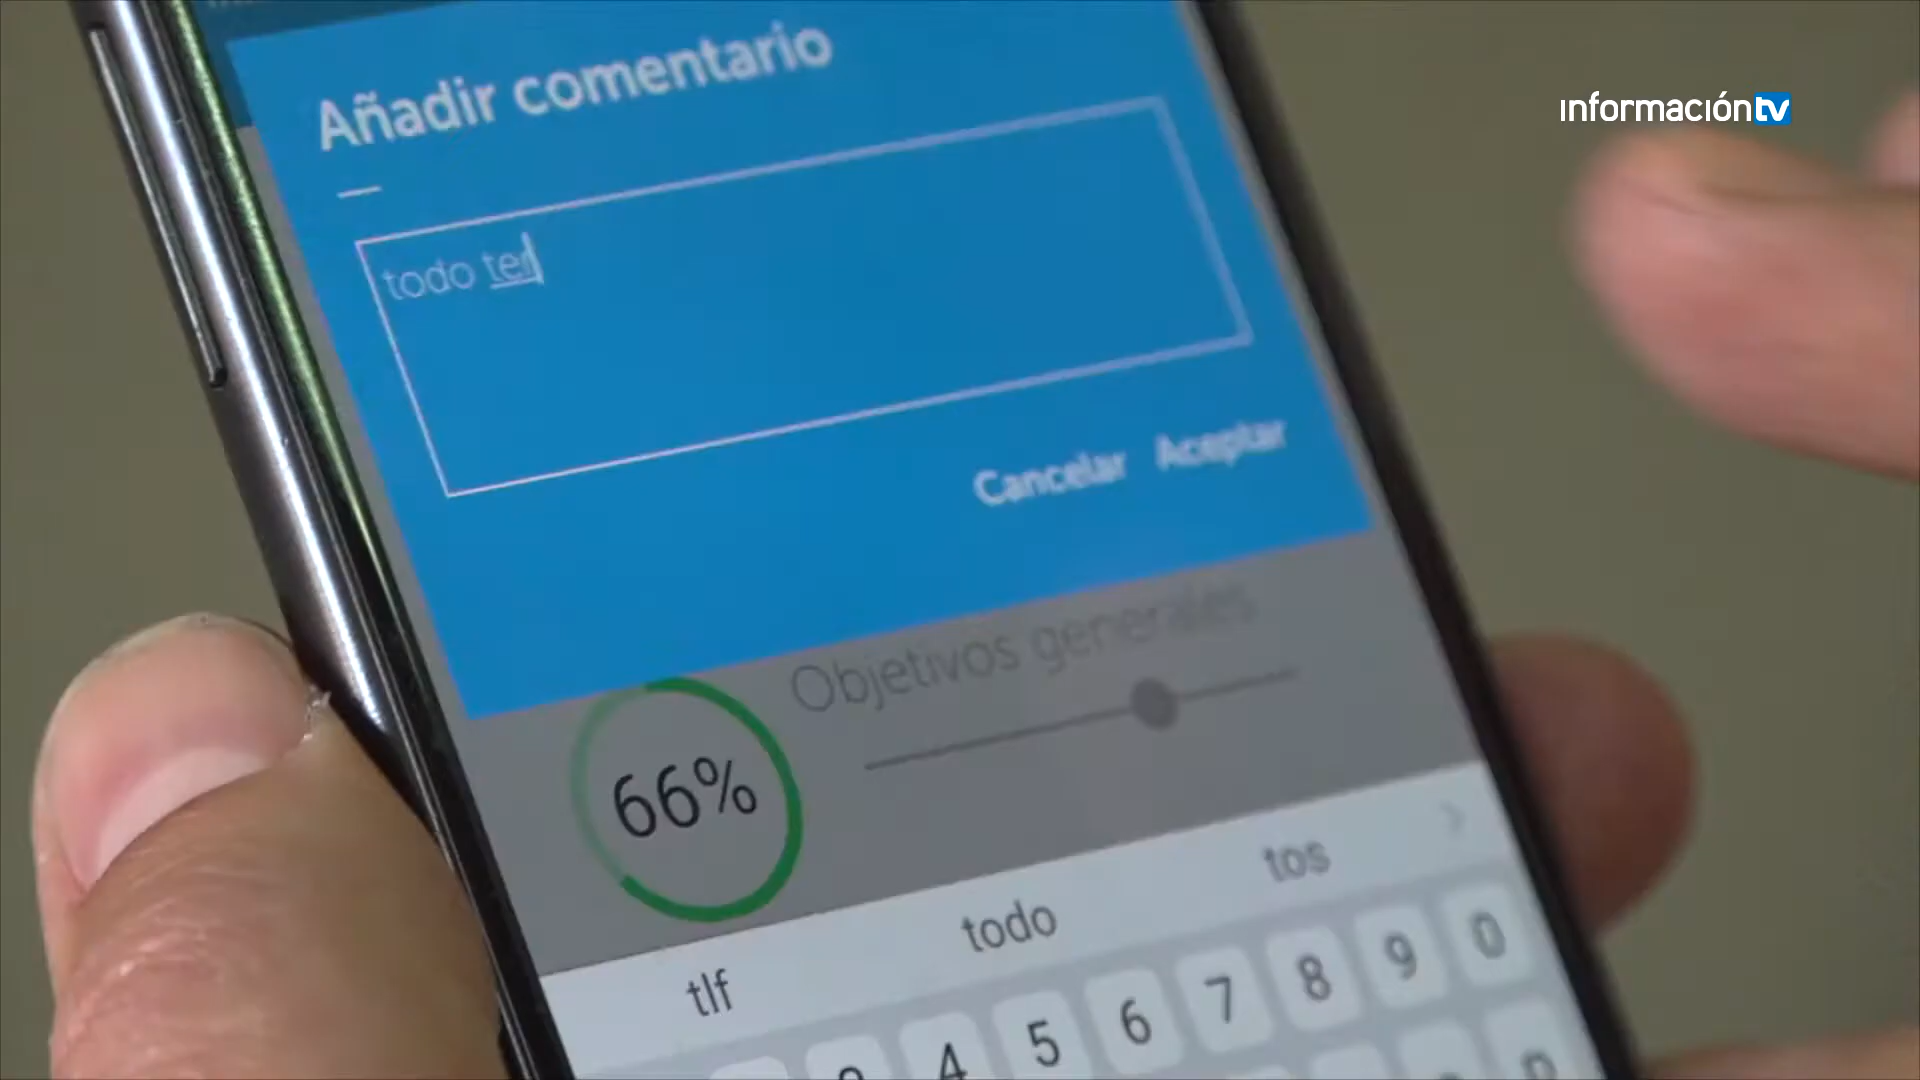 informacióntv
Añadir comentario
todo ter
Cancelar Aceptar
Objetivos generales
66%
tlf todo tos
4 5 6 7 8 9 0